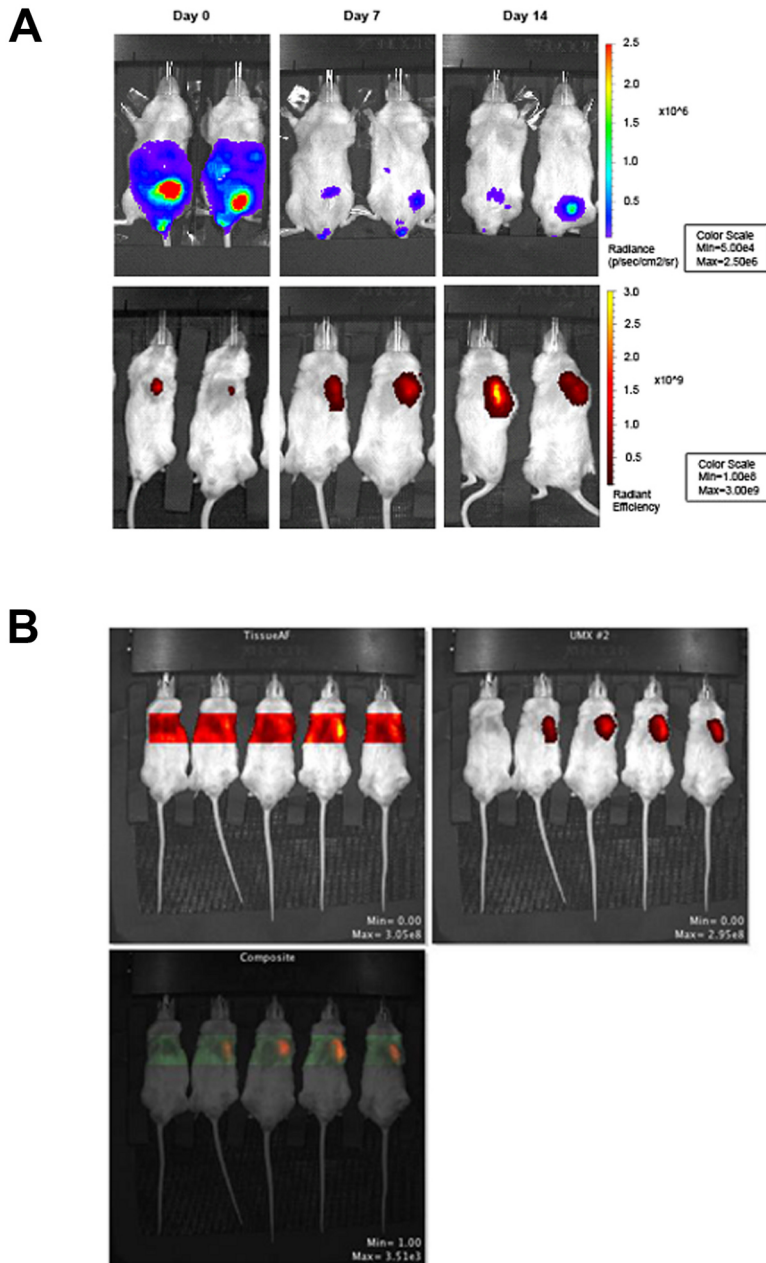 A
Day 0
Day 7
Day 14
2.5
2.0
x10^6
1.5
1.0
0.5
Radiance
(p/sec/cm2/sr)
Color Scale
Min=5.00e4
Max=2.50e6
3.0
2.5
2.0
x10^9
1.5
1.0
0.5
Radiant
Efficiency
Color Scale
Min=1.00e8
Max=3.00e9
B
TissueAF
Min= 0.00
Max= 3.05e8
UMX #2
Min= 0.00
Max= 2.95e8
Composite
Min= 1.00
Max= 3.51e3